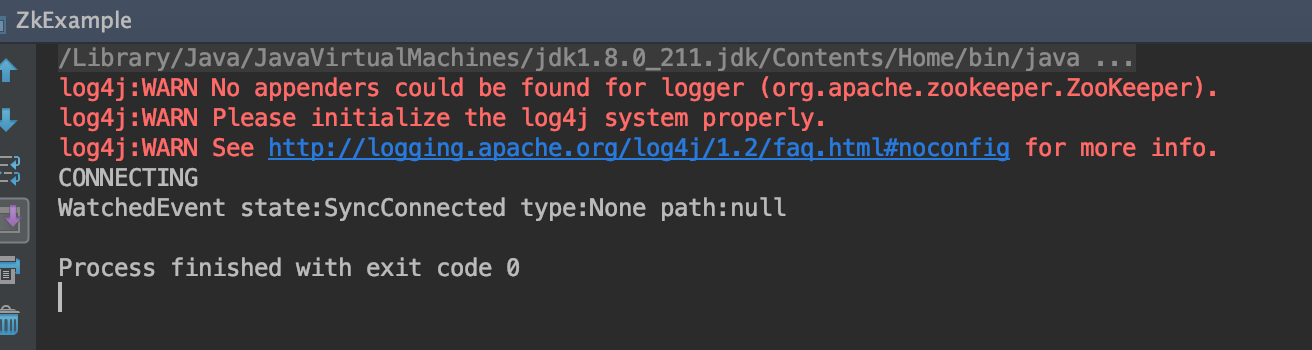 ZkExample
/Library/Java/JavaVirtualMachines/jdk1.8.0_211.jdk/Contents/Home/bin/java ...
log4j:WARN No appenders could be found for logger (org.apache.zookeeper.ZooKeeper).
log4j:WARN Please initialize the log4j system properly.
log4j:WARN See http://logging.apache.org/log4j/1.2/faq.html#noconfig for more info.
CONNECTING
WatchedEvent state:SyncConnected type:None path:null
Process finished with exit code 0